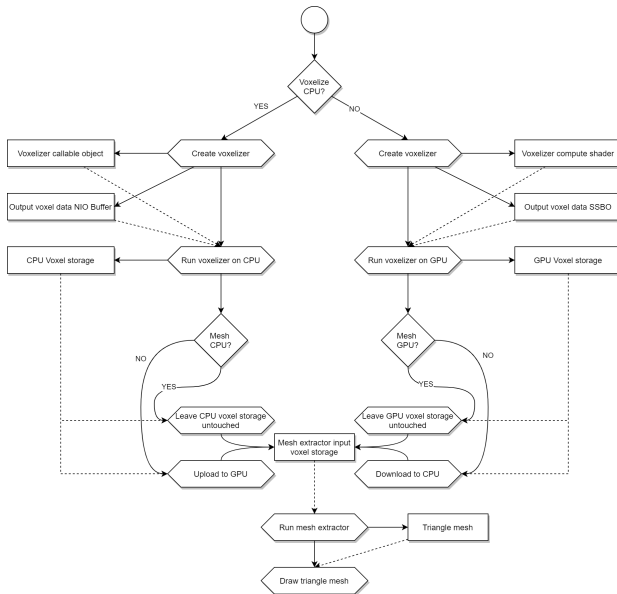 Voxelize
CPU?
YES
NO
Voxelizer callable object
Create voxelizer
Create voxelizer
Voxelizer compute shader
Output voxel data NIO Buffer
Output voxel data SSBO
CPU Voxel storage
Run voxelizer on CPU
Run voxelizer on GPU
GPU Voxel storage
Mesh
CPU?
Mesh
GPU?
NO
NO
YES
YES
Leave CPU voxel storage
untouched
Leave GPU voxel storage
untouched
Mesh extractor input
voxel storage
Upload to GPU
Download to CPU
Run mesh extractor
Triangle mesh
Draw triangle mesh